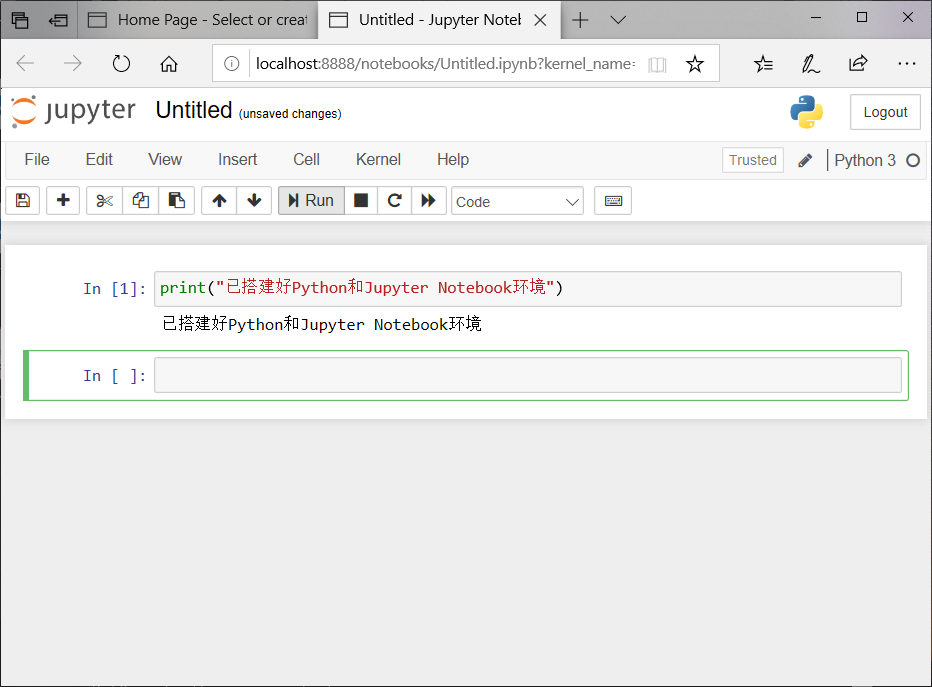 Home Page - Select or creat
Untitled - Jupyter Noteb
localhost:8888/notebooks/Untitled.ipynb?kernel_name=
jupyter Untitled (unsaved changes) Logout
File Edit View Insert Cell Kernel Help Trusted Python 3
Run Code
In [1]: print("已搭建好Python和Jupyter Notebook环境")
已搭建好Python和Jupyter Notebook环境
In [ ]: